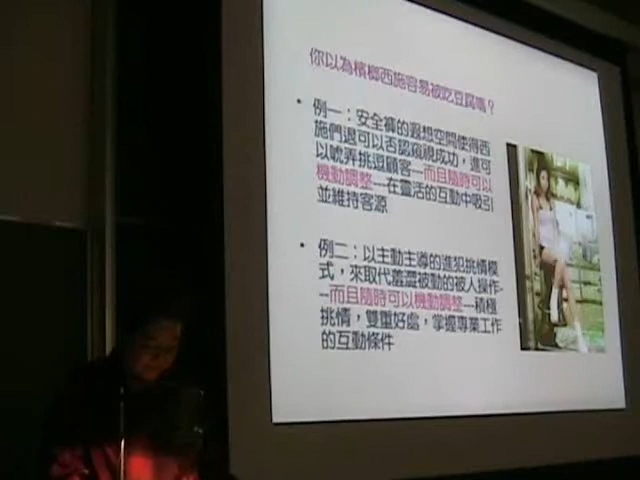 你以為檳榔西施容易被吃豆腐嗎？
• 例一：安全褲的遐想空間使得西
施們退可以否認窺視成功，進可
以唬弄挑逗顧客—而且隨時可以
機動調整—在靈活的互動中吸引
並維持客源
• 例二：以主動主導的進犯挑情模
式，來取代羞澀被動的被人操作-
-而且隨時可以機動調整—積極
挑情，雙重好處，掌握專業工作
的互動條件